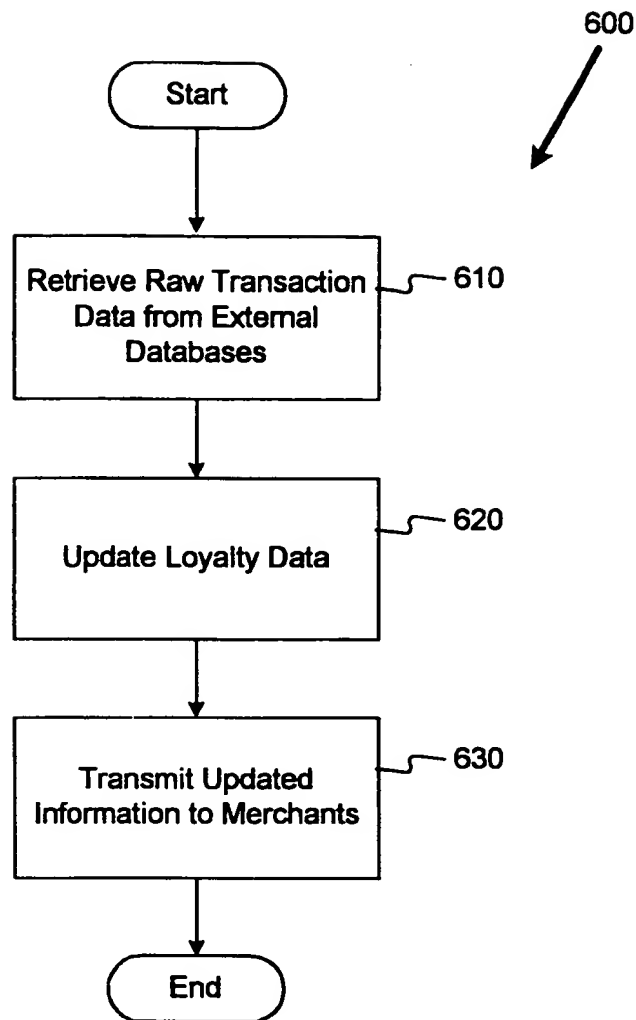 600
Start
Retrieve Raw Transaction
Data from External
Databases
610
Update Loyalty Data
620
Transmit Updated
Information to Merchants
630
End